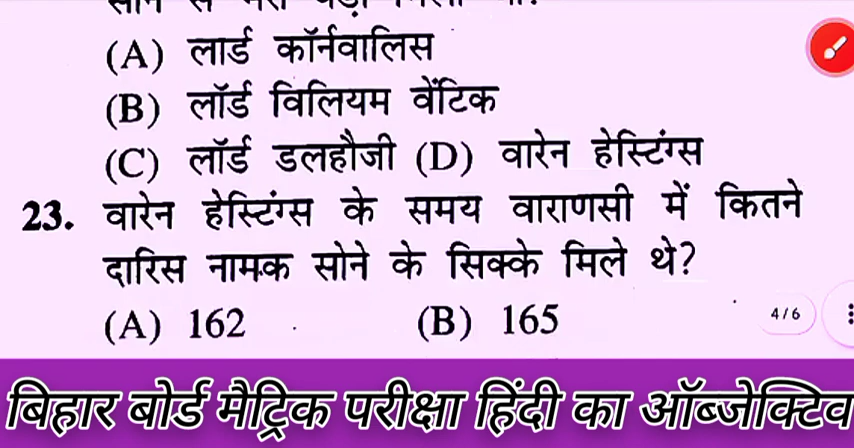 (A) लार्ड कॉर्नवालिस
(B) लॉर्ड विलियम वेंटिक
(C) लॉर्ड डलहौजी (D) वारेन हेस्टिंग्स
23. वारेन हेस्टिंग्स के समय वाराणसी में कितने
दारिस नामक सोने के सिक्के मिले थे?
(A) 162 (B) 165
4/6
बिहार बोर्ड मैट्रिक परीक्षा हिंदी का ऑब्जेक्टिव